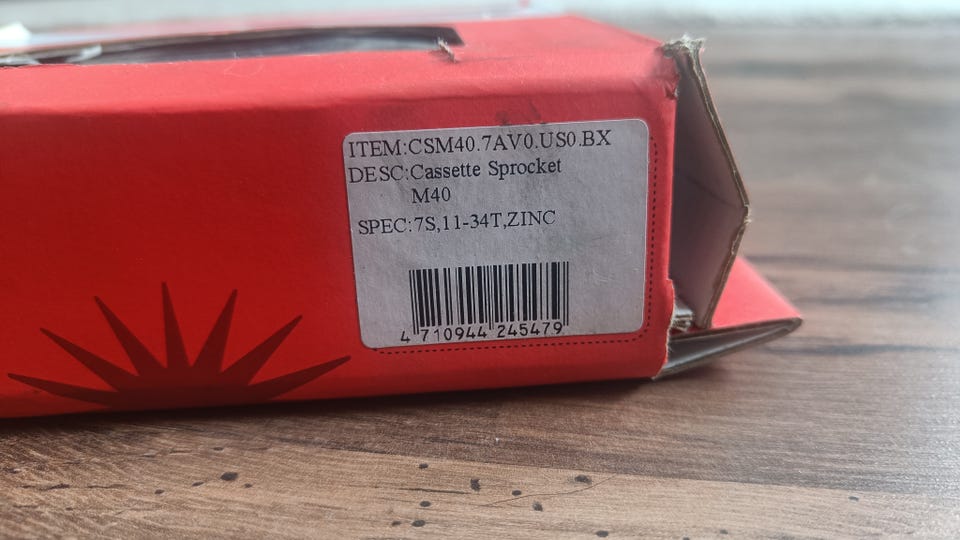 ITEM:CSM40.7AV0.US0.BX
DESC:Cassette Sprocket
M40
SPEC:7S,11-34T,ZINC
4 710944 245479